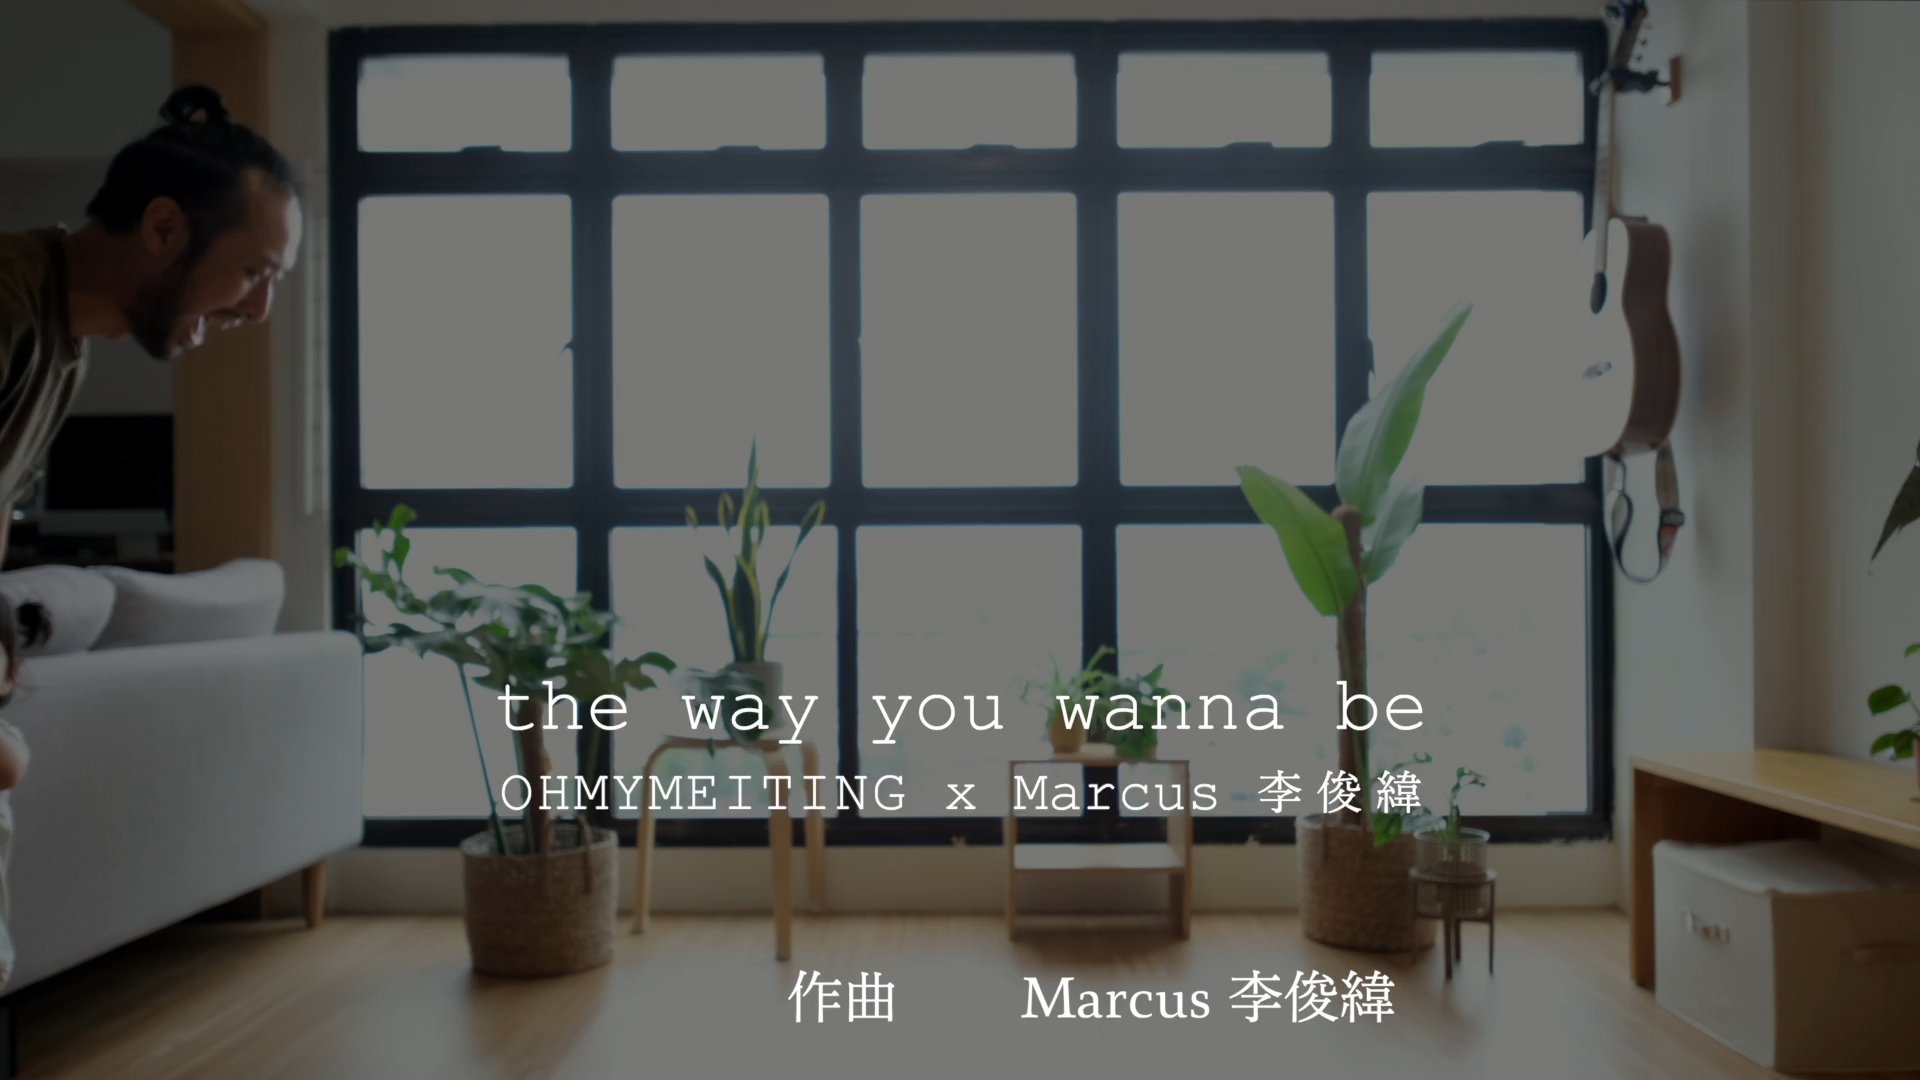 the way you wanna be
OHMYMEITING x Marcus 李俊緯
作曲 Marcus 李俊緯